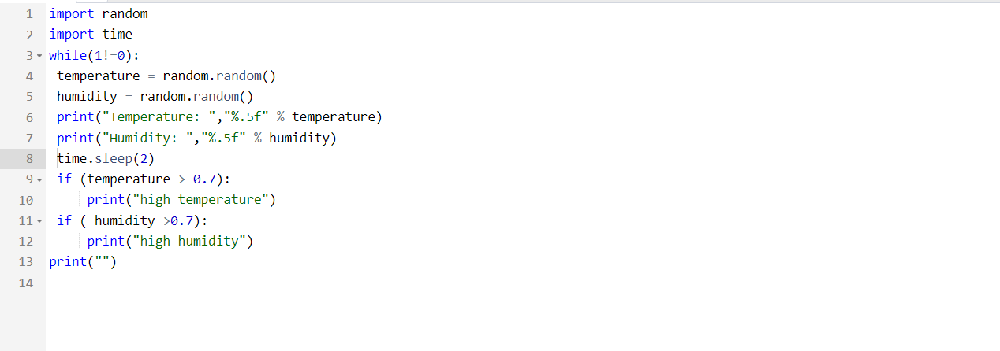 1 import random
2 import time
3 while(1!=0):
4  temperature = random.random()
5  humidity = random.random()
6  print("Temperature: ","%.5f" % temperature)
7  print("Humidity: ","%.5f" % humidity)
8  time.sleep(2)
9  if (temperature > 0.7):
10     print("high temperature")
11  if ( humidity >0.7):
12     print("high humidity")
13 print("")
14